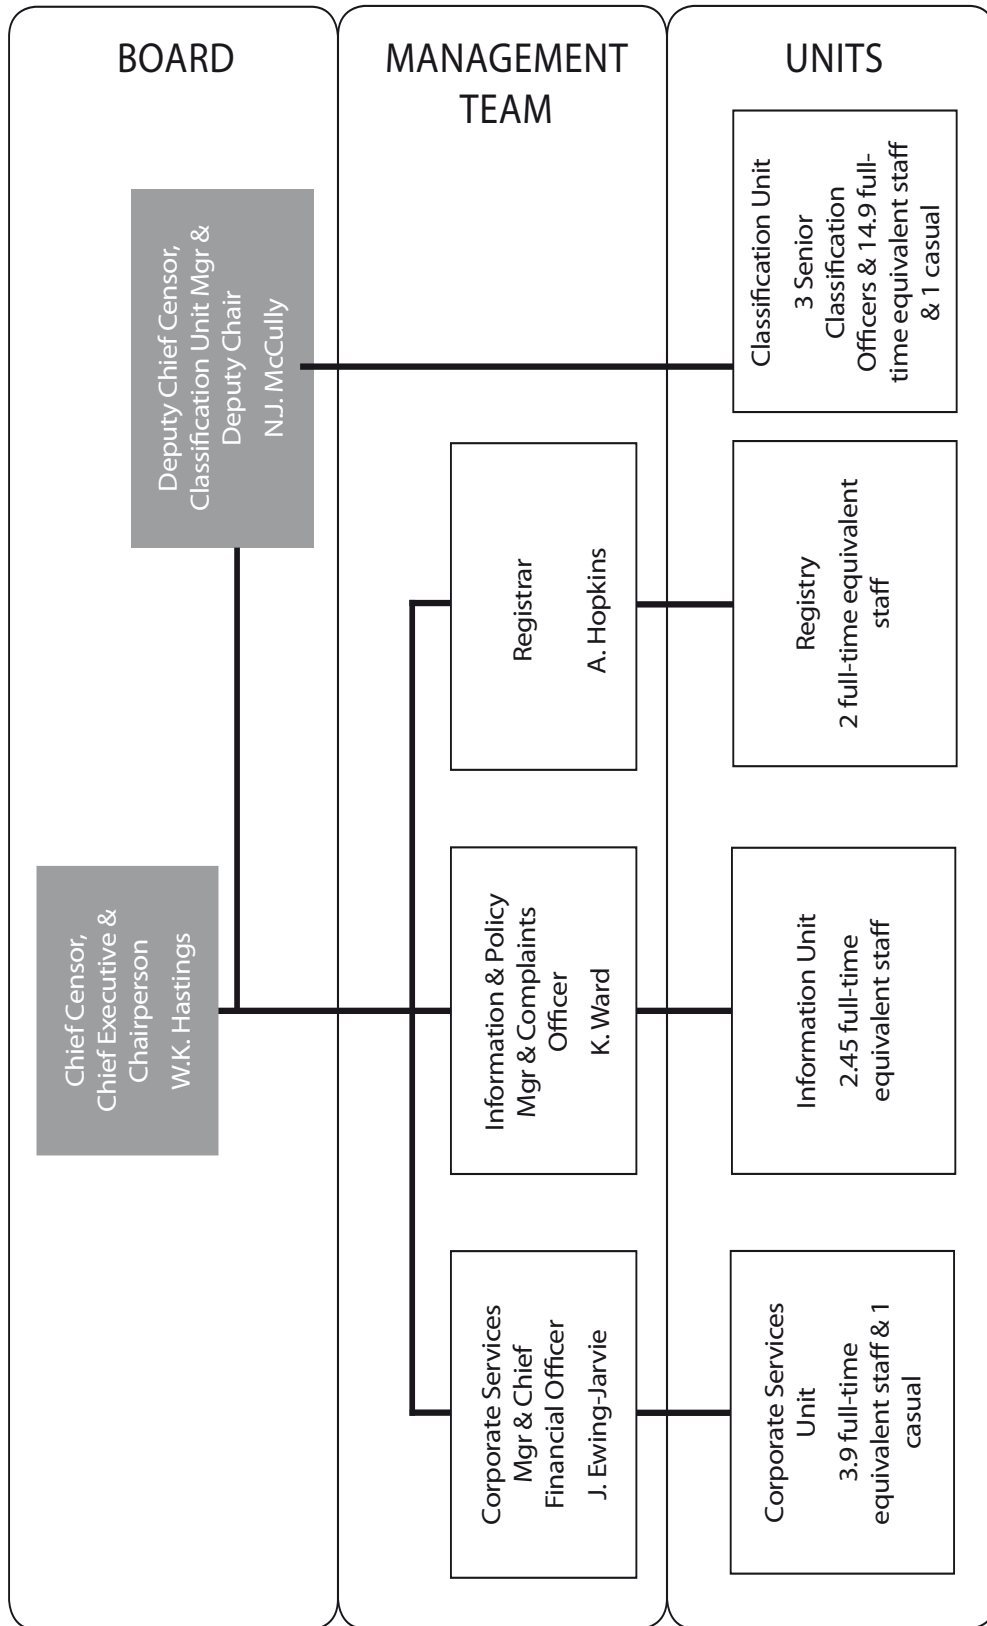 BOARD
MANAGEMENT
TEAM
UNITS
Chief Censor,
Chief Executive &
Chairperson
W.K. Hastings
Deputy Chief Censor,
Classification Unit Mgr &
Deputy Chair
N.J. McCully
Corporate Services
Mgr & Chief
Financial Officer
J. Ewing-Jarvie
Information & Policy
Mgr & Complaints
Officer
K. Ward
Registrar
A. Hopkins
Corporate Services
Unit
3.9 full-time
equivalent staff & 1
casual
Information Unit
2.45 full-time
equivalent staff
Registry
2 full-time equivalent
staff
Classification Unit
3 Senior
Classification
Officers & 14.9 full-
time equivalent staff
& 1 casual